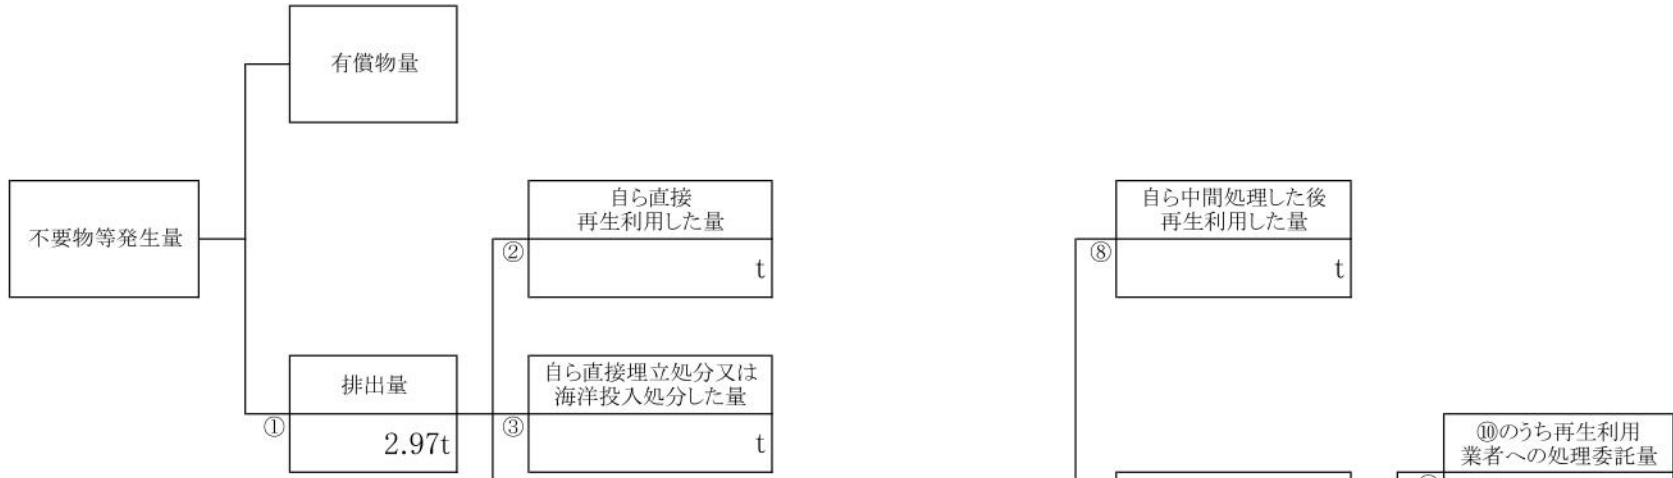 有償物量
不要物等発生量
自ら直接
再生利用した量
②
t
自ら中間処理した後
再生利用した量
⑧
t
排出量
①
2.97t
自ら直接埋立処分又は
海洋投入処分した量
③
t
⑩のうち再生利用
業者への処理委託量